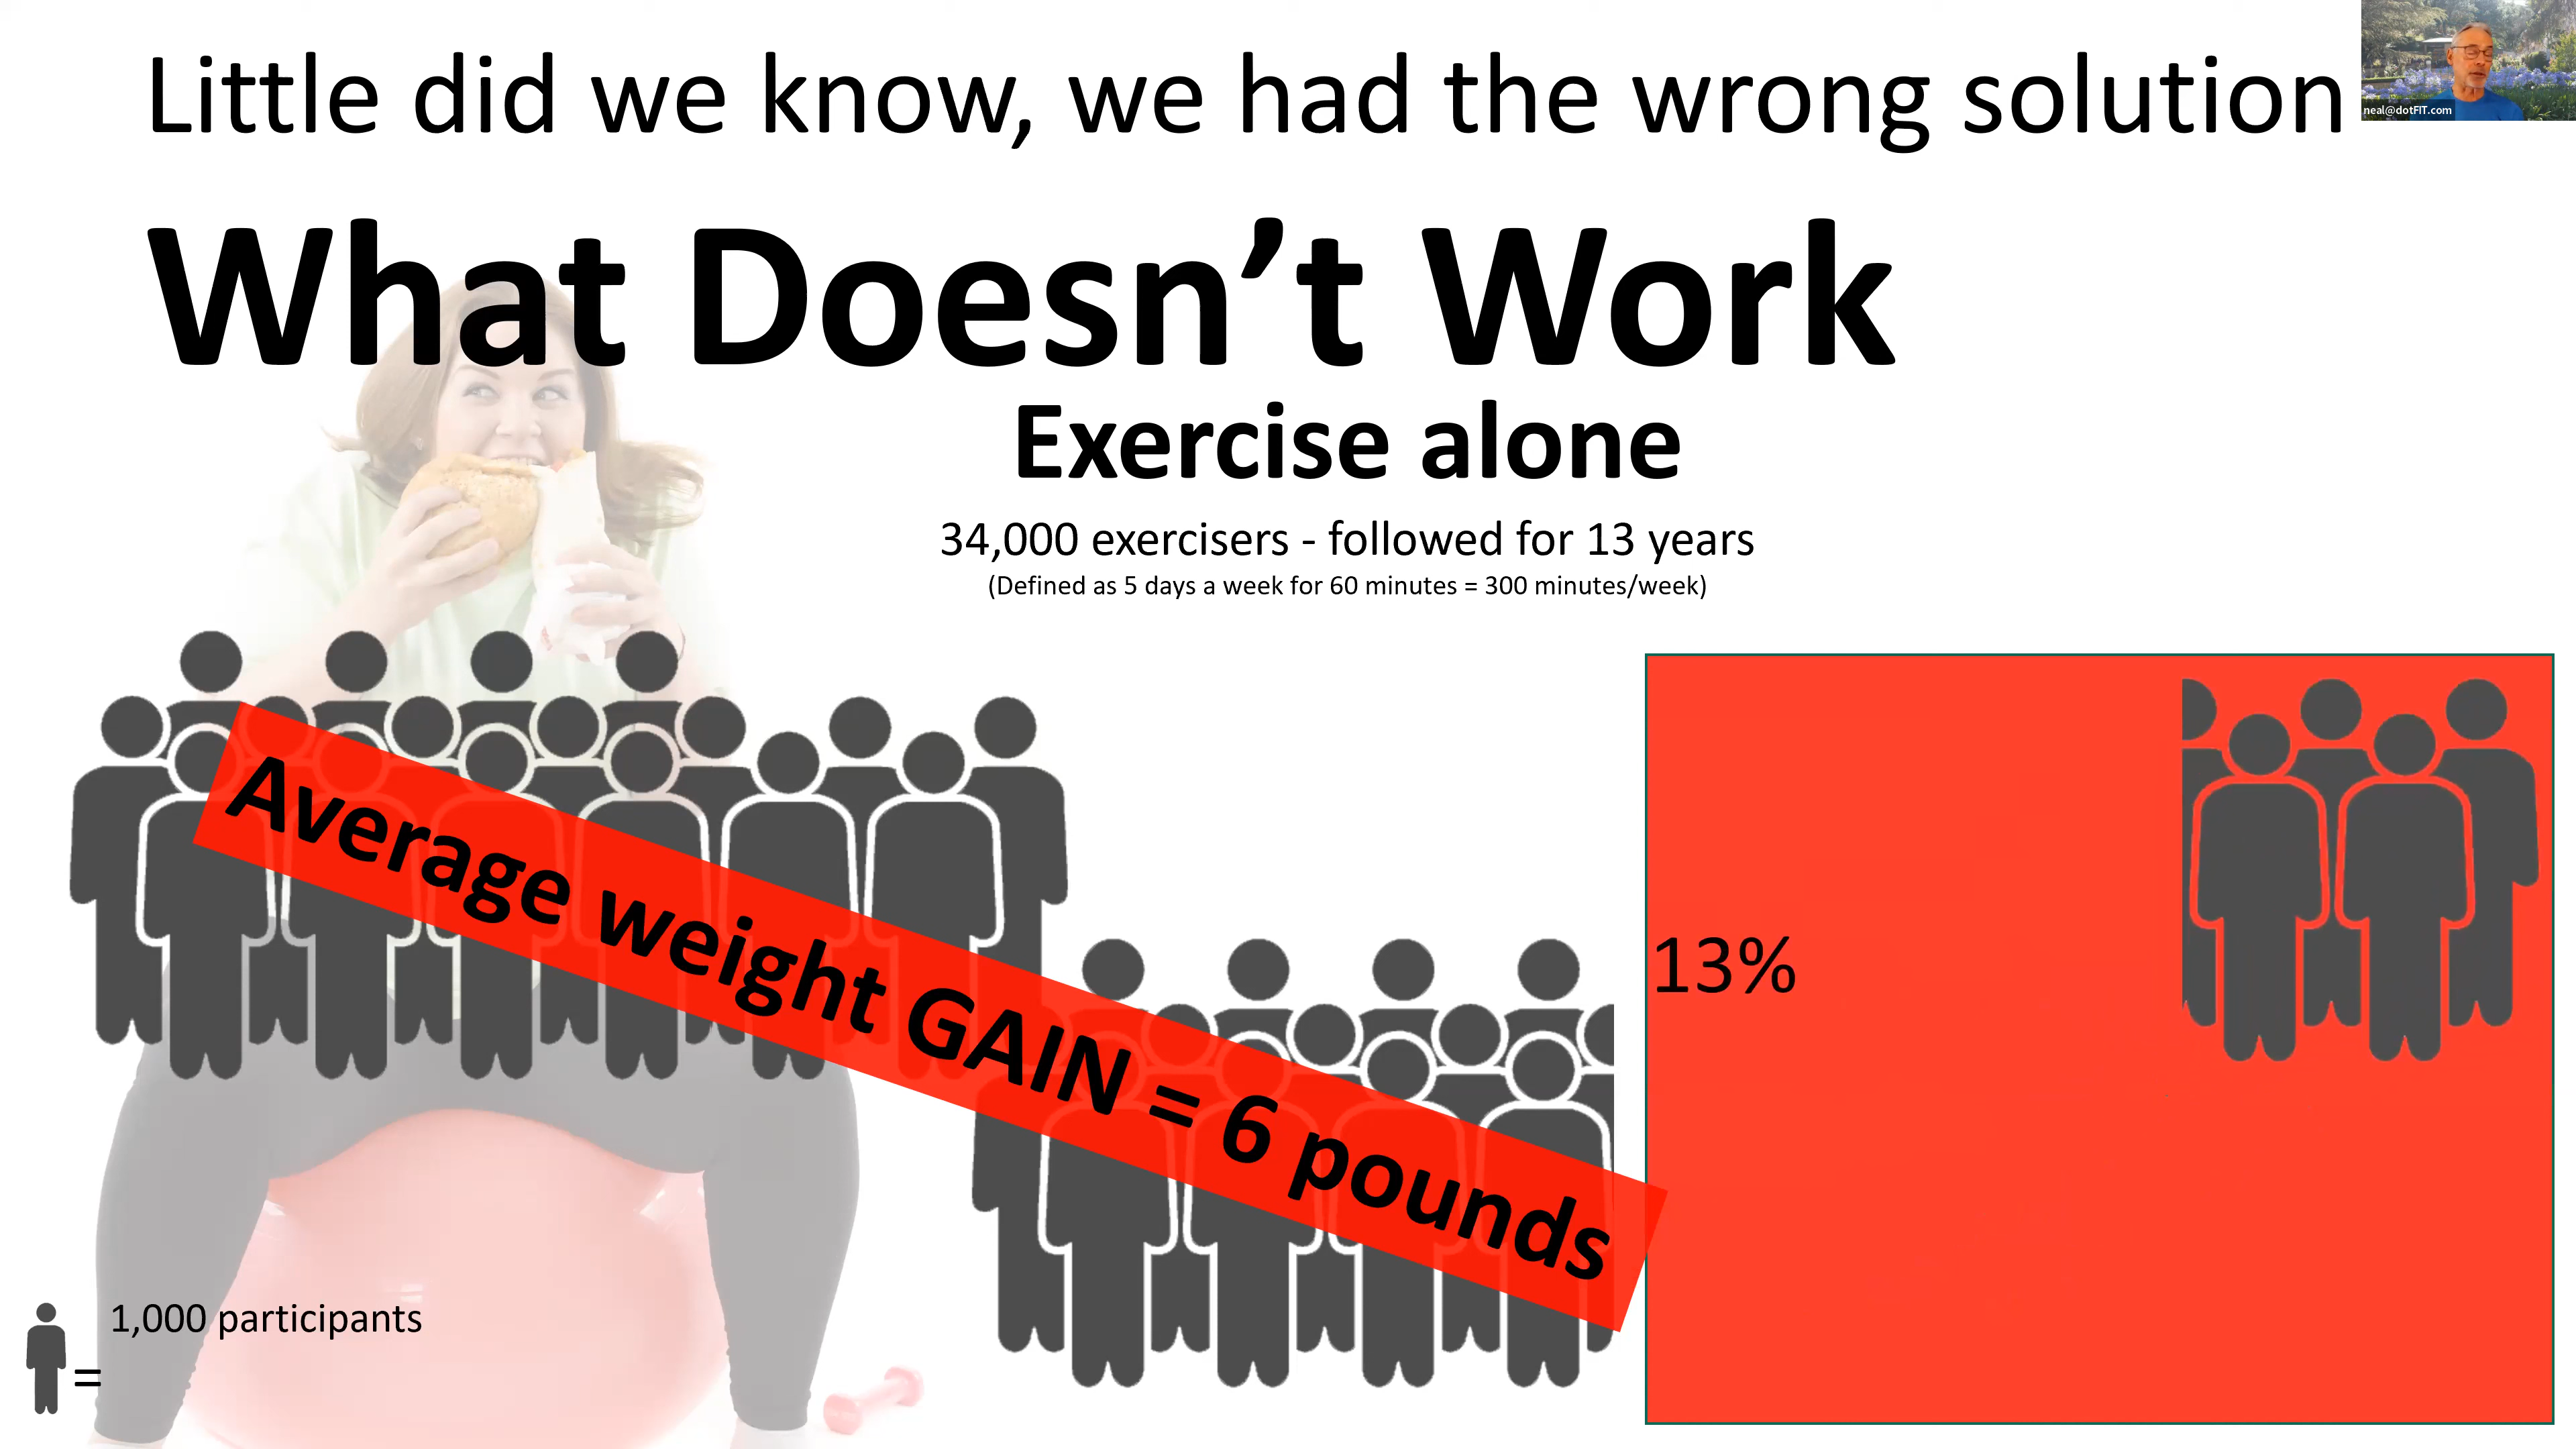 Little did we know, we had the wrong solution
neal@dotFIT.com
What Doesn’t Work
Exercise alone
34,000 exercisers - followed for 13 years
(Defined as 5 days a week for 60 minutes = 300 minutes/week)
Average weight GAIN = 6 pounds
13%
1,000 participants
=